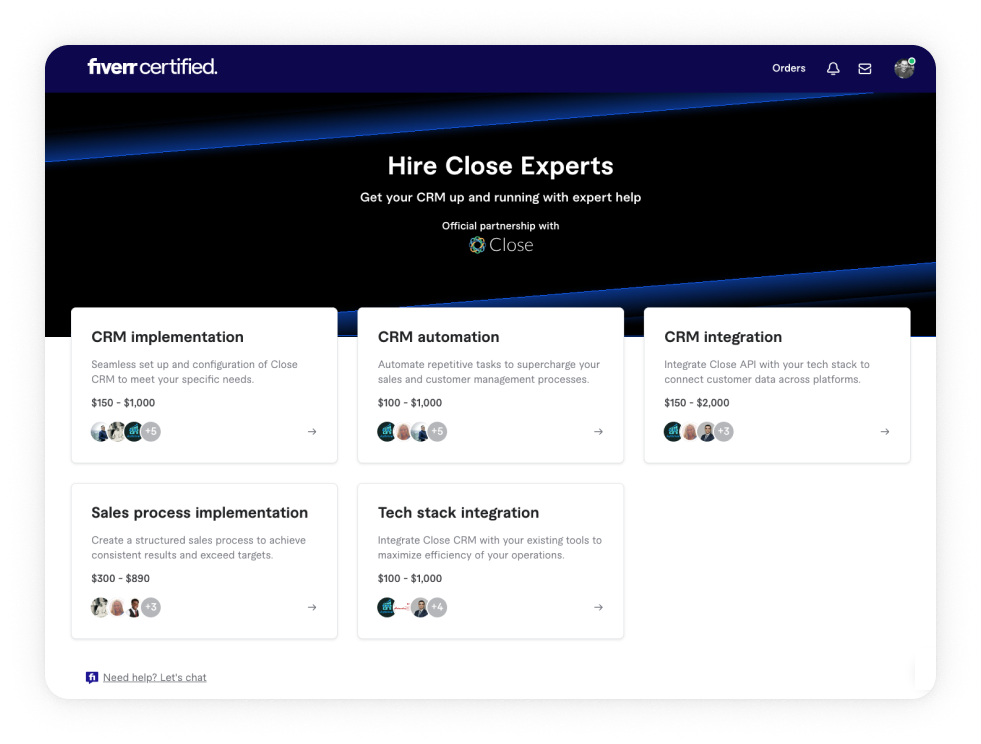 fiverr certified.
Orders
Hire Close Experts
Get your CRM up and running with expert help
Official partnership with
Close
CRM implementation
Seamless set up and configuration of Close
CRM to meet your specific needs.
$150 - $1,000
+5
CRM automation
Automate repetitive tasks to supercharge your
sales and customer management processes.
$100 - $1,000
+5
CRM integration
Integrate Close API with your tech stack to
connect customer data across platforms.
$150 - $2,000
+3
Sales process implementation
Create a structured sales process to achieve
consistent results and exceed targets.
$300 - $890
+3
Tech stack integration
Integrate Close CRM with your existing tools to
maximize efficiency of your operations.
$100 - $1,000
+4
fi
Need help? Let's chat